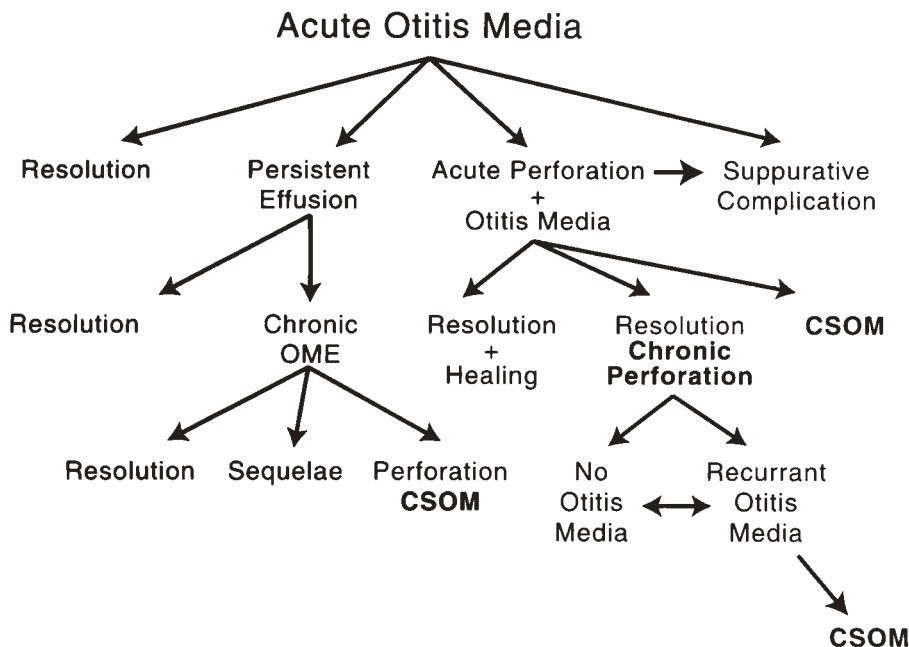 Acute Otitis Media
Resolution
Persistent
Effusion
Acute Perforation
+
Otitis Media
Suppurative
Complication
Resolution
Chronic
OME
Resolution
+
Healing
Resolution
Chronic
Perforation
CSOM
Resolution
Sequelae
Perforation
CSOM
No
Otitis
Media
Recurrant
Otitis
Media
CSOM